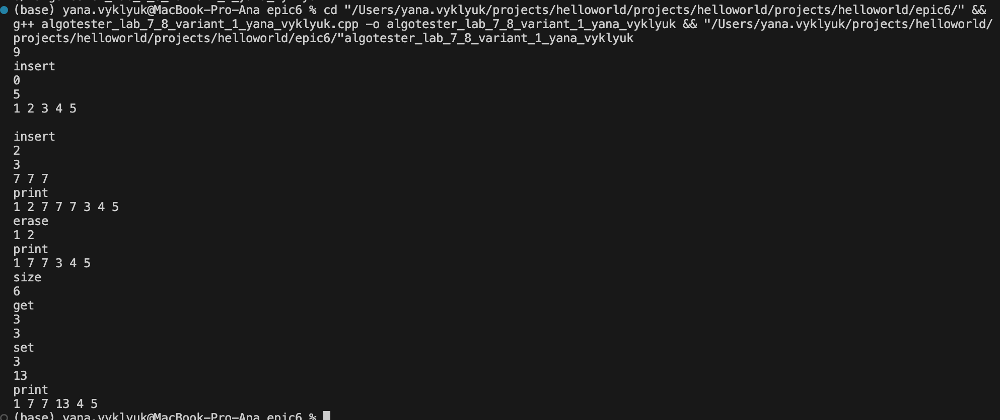 (base) yana.vyklyuk@MacBook-Pro-Ana epic6 % cd "/Users/yana.vyklyuk/projects/helloworld/projects/helloworld/projects/helloworld/epic6/" &&
g++ algotester_lab_7_8_variant_1_yana_vyklyuk.cpp -o algotester_lab_7_8_variant_1_yana_vyklyuk && "/Users/yana.vyklyuk/projects/helloworld/
projects/helloworld/projects/helloworld/epic6/"algotester_lab_7_8_variant_1_yana_vyklyuk
9
insert
0
5
1 2 3 4 5
insert
2
3
7 7 7
print
1 2 7 7 7 3 4 5
erase
1 2
print
1 7 7 3 4 5
size
6
get
3
3
set
3
13
print
1 7 7 13 4 5
(base) yana.vyklyuk@MacBook-Pro-Ana epic6 %